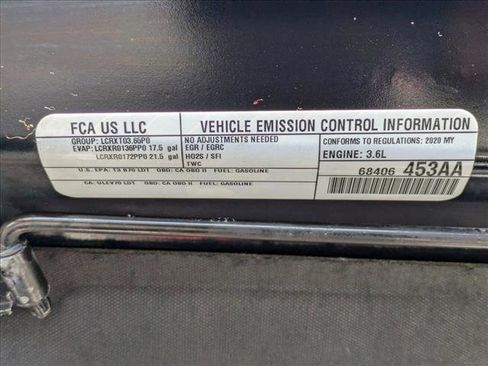 FCA US LLC
GROUP: LCRXT03.65P0
EVAP: LCRXR0136PP0 17.5 gal
LCRXR0172PP0 21.5 gal
VEHICLE EMISSION CONTROL INFORMATION
NO ADJUSTMENTS NEEDED
EGR / EGRC
HO2S / SFI
TWC
CONFORMS TO REGULATIONS: 2020 MY
ENGINE: 3.6L
68406 453AA
U.S. EPA: T3 B70 LDT OBD: CA OBD II FUEL: GASOLINE
CA: ULEV70 LDT OBD: CA OBD II FUEL: GASOLINE